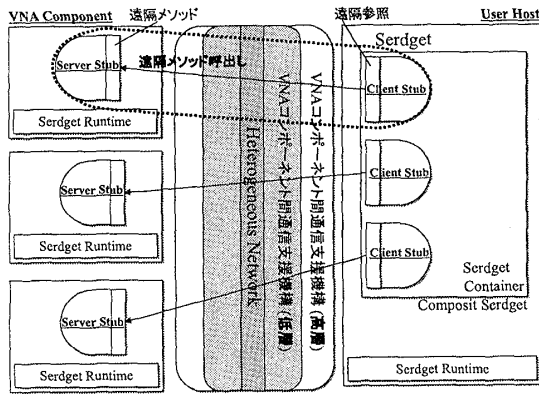 VNA Component
遠隔メソッド
遠隔参照
User Host
Serdget
Server Stub
遠隔メソッド呼出し
Client Stub
Serdget Runtime
Server Stub
Client Stub
Serdget Runtime
Server Stub
Client Stub
Serdget Runtime
VNAコンポーネント間通信支援機構(高層)
VNAコンポーネント間通信支援機構(低層)
Heterogeneous Network
Serdget
Container
Composit Serdget
Serdget Runtime